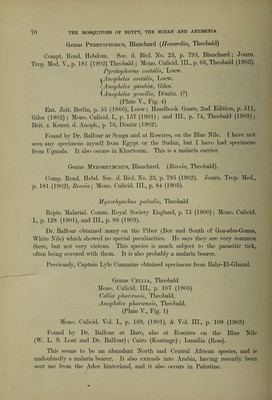 70 THE MOSQUITOES OF EGYPT, THE SUDAN AND ABYSSINIA
Genus Pyretophorus, Blanchard (Howardia, Theobald)
Compt. Rend. Hebdom. Soc. d. Biol. No. 23, p. 795, Blanchard; Journ.
Trop. Med. V., p. 181 (1902) Theobald; Mono. Culicid. III., p. 66, Theobald (1903).
Pyretophorus costalis, Loew.
Anopheles costalis, Loew.
Anopheles gambiæ, Giles.
Anopheles gracilis, Dönitz. (?)
(Plate V., Fig. 4)
Ent. Zeit. Berlin, p. 55 (1866), Loew; Handbook Gnats, 2nd Edition, p. 511,
Giles (1902); Mono. Culicid. I., p. 157 (1901); and III., p. 74, Theobald (1903);
Beit. z. Kennt. d. Anoph., p. 76, Dönitz (1902).
Found by Dr. Balfour at Senga and at Roseires, on the Blue Nile. I have not
seen any specimens myself from Egypt or the Sudan, but I have had specimens
from Uganda. It also occurs in Khartoum. This is a malaria carrier.
Genus Myzorhynchus, Blanchard. (Rossia, Theobald).
Comp. Rend. Hebd. Soc. d. Biol. No. 23, p. 795 (1902). Journ. Trop. Med.,
p. 181 (1902), Rossia; Mono. Culicid. III., p. 84 (1903).
Myzorhynchus paludis, Theobald
Repts. Malarial. Comm. Royal Society England, p. 75 (1900); Mono. Culicid.
I., p. 128 (1901), and III., p. 86 (1903).
Dr. Balfour obtained many on the Pibor (Bor and South of Goz-abu-Guma,
White Nile) which showed no special peculiarities. He says they are very common
there, but not very vicious. This species is much subject to the parasitic tick,
often being covered with them. It is also probably a malaria bearer.
Previously, Captain Lyle Cummins obtained specimens from Bahr-El-Ghazal.
Genus Cellia, Theobald
Mono. Culicid. III., p. 107 (1903)
Cellia pharœnsis, Theobald.
Anopheles pharœnsis, Theobald.
(Plate V., Fig. 1)
Mono. Culicid. Vol. I., p. 169, (1901), & Vol. III., p. 109 (1903)
Found by Dr. Balfour at Baro, also at Roseires on the Blue Nile
(W. L. S. Loat and Dr. Balfour); Cairo (Keatinge); Ismailia (Ross).
This seems to be an abundant North and Central African species, and is
undoubtedly a malaria bearer. It also extends into Arabia, having recently been
sent me from the Aden hinterland, and it also occurs in Palestine.